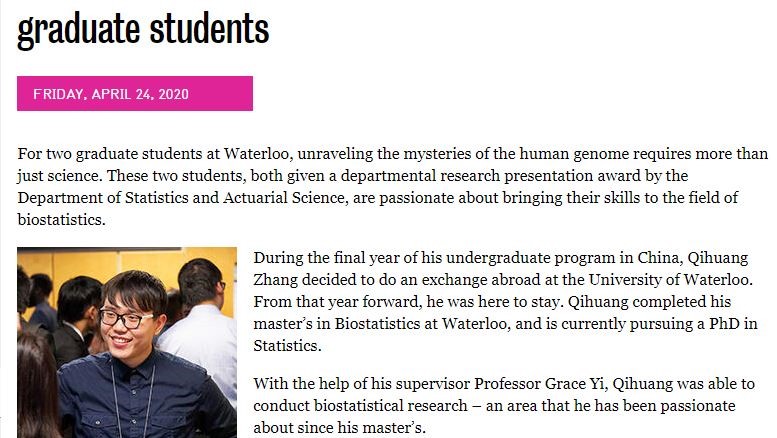 graduate students
FRIDAY, APRIL 24, 2020
For two graduate students at Waterloo, unraveling the mysteries of the human genome requires more than
just science. These two students, both given a departmental research presentation award by the
Department of Statistics and Actuarial Science, are passionate about bringing their skills to the field of
biostatistics.
During the final year of his undergraduate program in China, Qihuang
Zhang decided to do an exchange abroad at the University of Waterloo.
From that year forward, he was here to stay. Qihuang completed his
master’s in Biostatistics at Waterloo, and is currently pursuing a PhD in
Statistics.
With the help of his supervisor Professor Grace Yi, Qihuang was able to
conduct biostatistical research – an area that he has been passionate
about since his master’s.